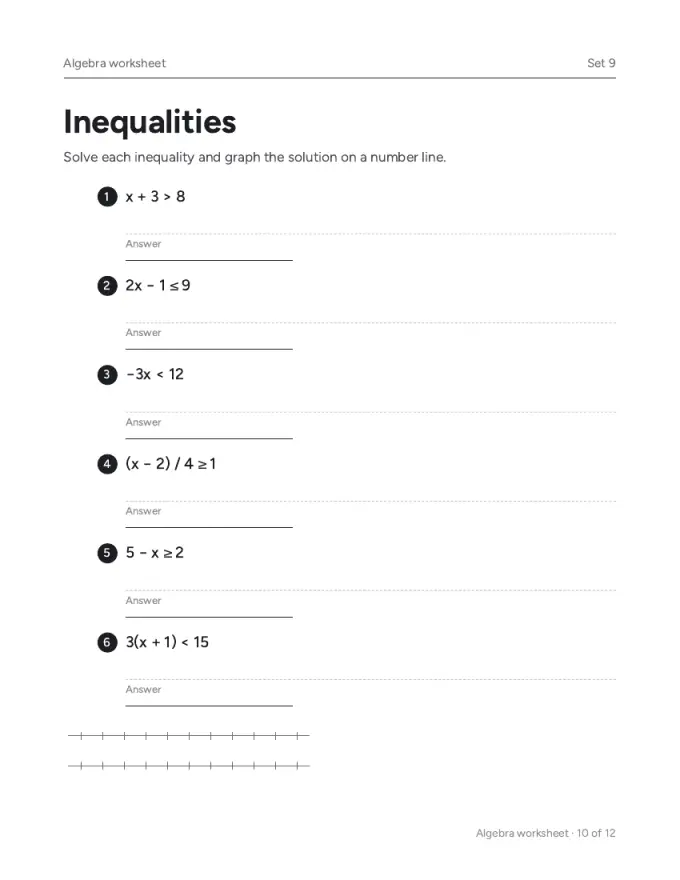 Algebra worksheet Set 9
Inequalities
Solve each inequality and graph the solution on a number line.
1 x + 3 > 8
Answer
2 2x − 1 ≤ 9
Answer
3 −3x < 12
Answer
4 (x − 2) / 4 ≥ 1
Answer
5 5 − x ≥ 2
Answer
6 3(x + 1) < 15
Answer
Algebra worksheet · 10 of 12